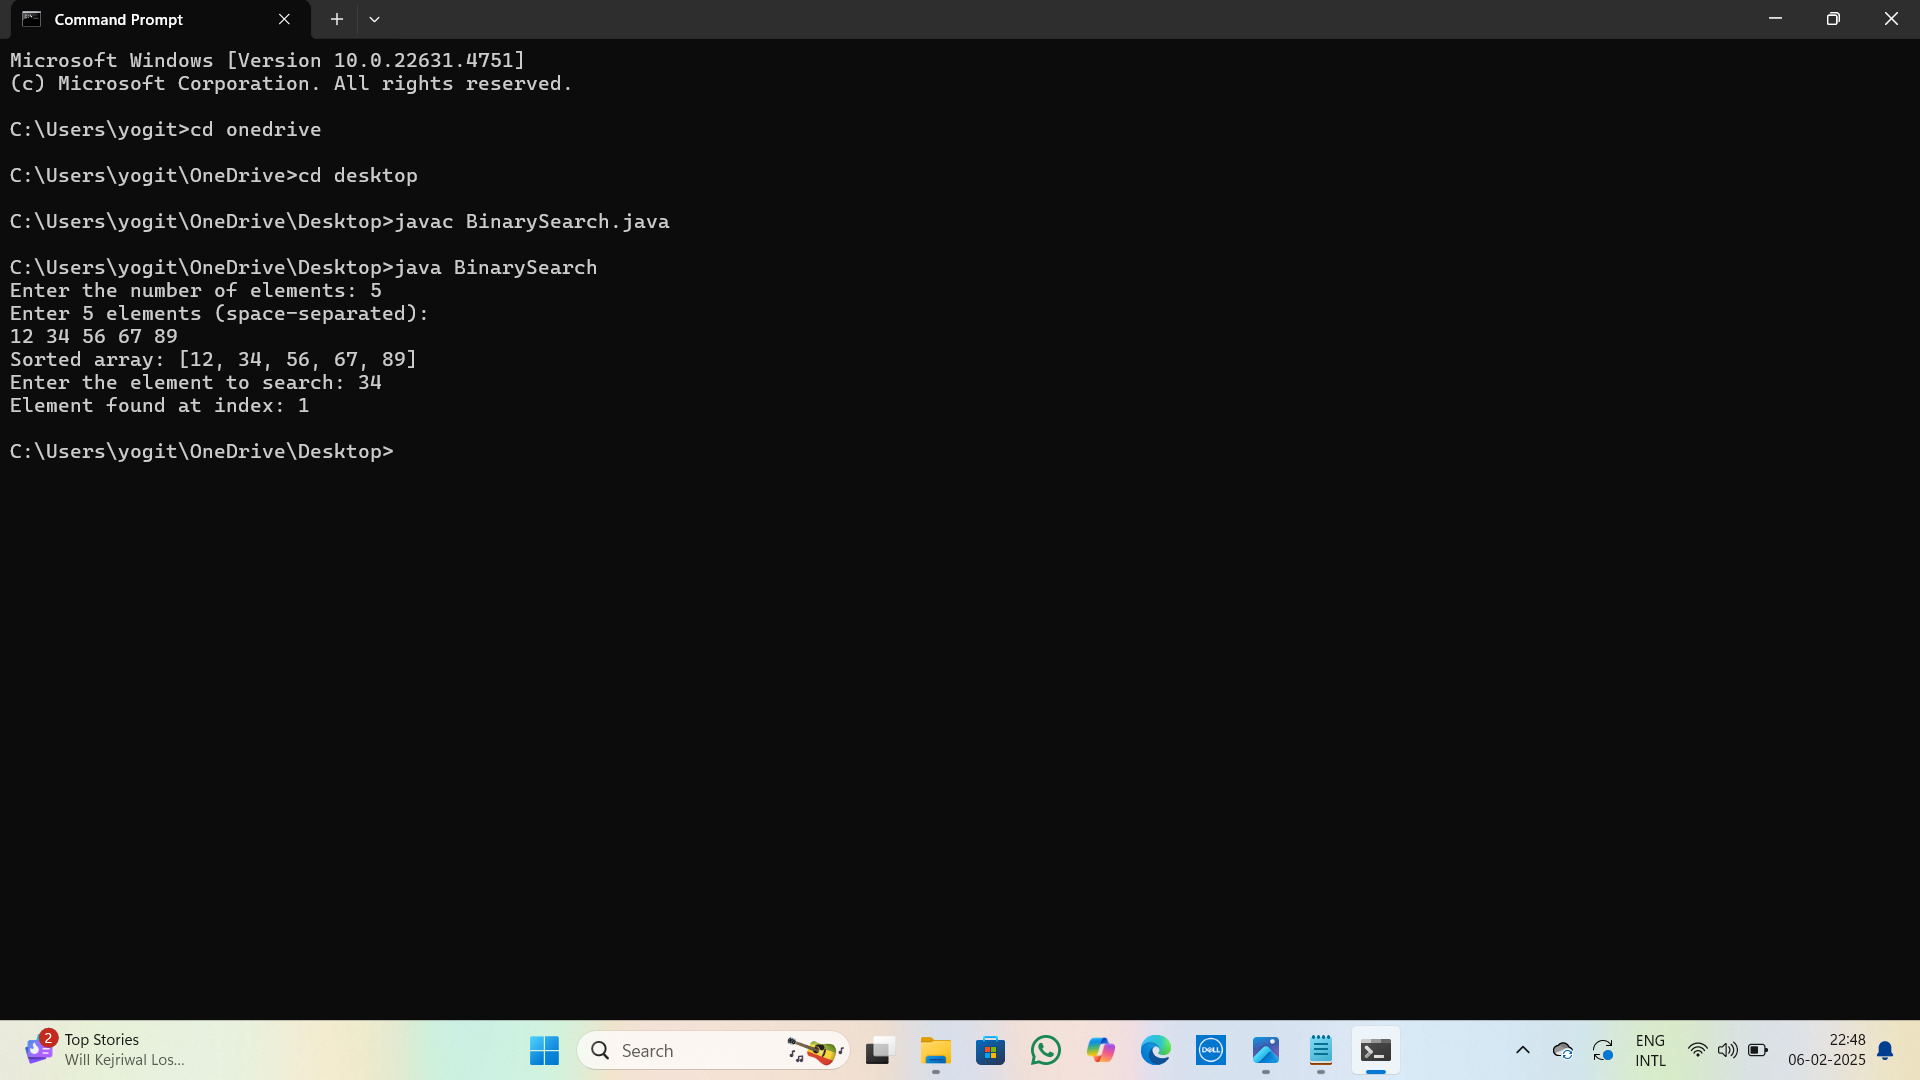 Command Prompt
Microsoft Windows [Version 10.0.22631.4751]
(c) Microsoft Corporation. All rights reserved.
C:\Users\yogit>cd onedrive
C:\Users\yogit\OneDrive>cd desktop
C:\Users\yogit\OneDrive\Desktop>javac BinarySearch.java
C:\Users\yogit\OneDrive\Desktop>java BinarySearch
Enter the number of elements: 5
Enter 5 elements (space-separated):
12 34 56 67 89
Sorted array: [12, 34, 56, 67, 89]
Enter the element to search: 34
Element found at index: 1
C:\Users\yogit\OneDrive\Desktop>
2
Top Stories
Will Kejriwal Los...
Search
DELL
ENG
INTL
22:48
06-02-2025